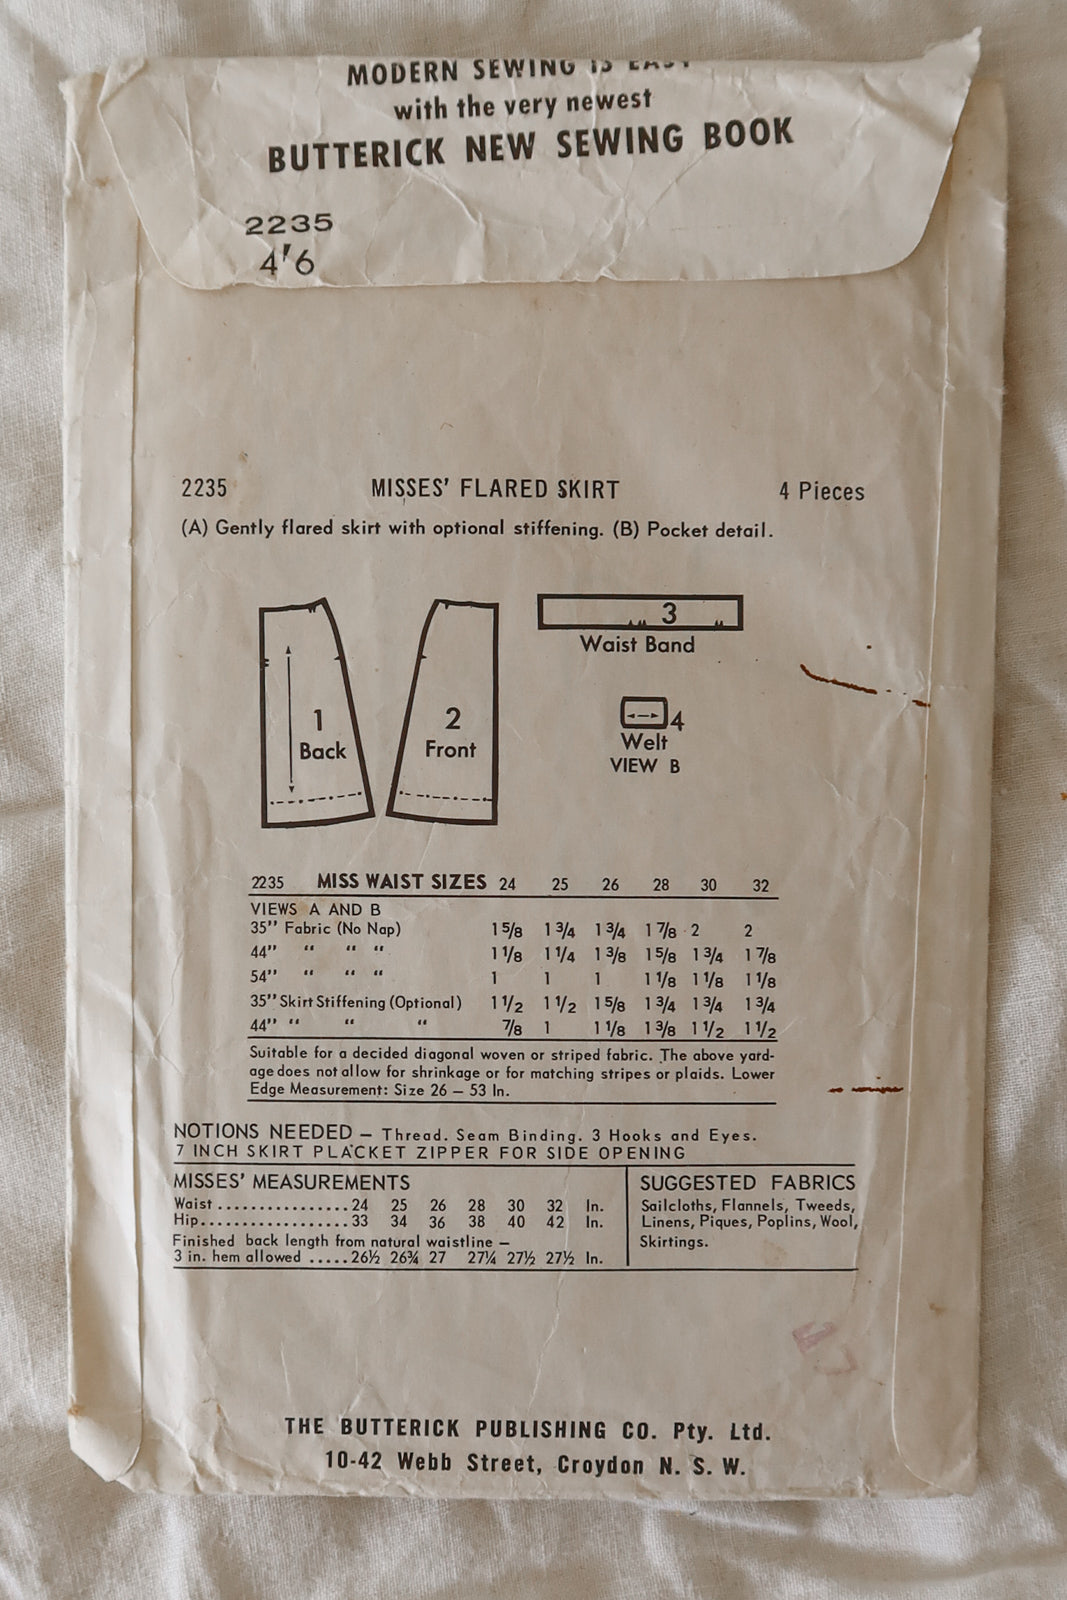 MODERN SEWING IS EASY
with the very newest
BUTTERICK NEW SEWING BOOK
2235
4'6
2235 MISSES' FLARED SKIRT 4 Pieces
(A) Gently flared skirt with optional stiffening. (B) Pocket detail.
3
Waist Band
1
Back
2
Front
4
Welt
VIEW B
2235 MISS WAIST SIZES 24 25 26 28 30 32
VIEWS A AND B
35" Fabric (No Nap) 1 5/8 1 3/4 1 3/4 1 7/8 2 2
44" " " " 1 1/8 1 1/4 1 3/8 1 5/8 1 3/4 1 7/8
54" " " " 1 1 1 1 1/8 1 1/8 1 1/8
35" Skirt Stiffening (Optional) 1 1/2 1 1/2 1 5/8 1 3/4 1 3/4 1 3/4
44" " " " 7/8 1 1 1/8 1 3/8 1 1/2 1 1/2
Suitable for a decided diagonal woven or striped fabric. The above yard-
age does not allow for shrinkage or for matching stripes or plaids. Lower
Edge Measurement: Size 26 – 53 In.
NOTIONS NEEDED – Thread. Seam Binding. 3 Hooks and Eyes.
7 INCH SKIRT PLACKET ZIPPER FOR SIDE OPENING
MISSES' MEASUREMENTS
Waist ................ 24 25 26 28 30 32 In.
Hip.................. 33 34 36 38 40 42 In.
Finished back length from natural waistline –
3 in. hem allowed ..... 26½ 26¾ 27 27¼ 27½ 27½ In.
SUGGESTED FABRICS
Sailcloths, Flannels, Tweeds,
Linens, Piques, Poplins, Wool,
Skirtings.
THE BUTTERICK PUBLISHING CO. Pty. Ltd.
10-42 Webb Street, Croydon N. S. W.